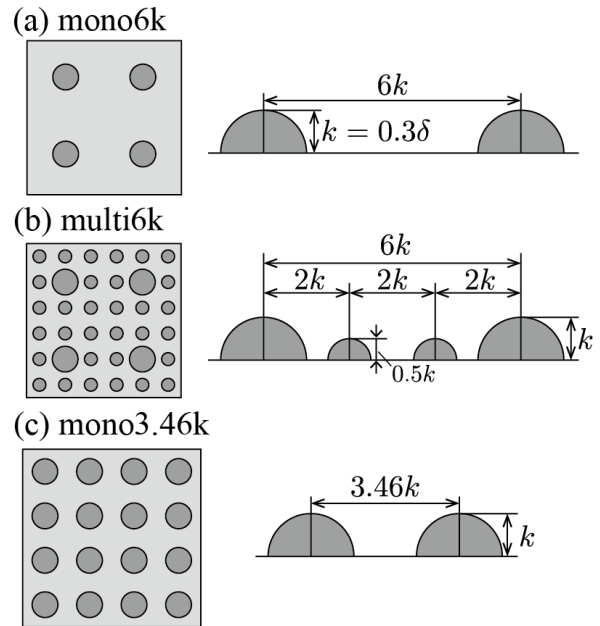 (a) mono6k
6k
k = 0.3δ
(b) multi6k
6k
2k 2k 2k
k
0.5k
(c) mono3.46k
3.46k
k